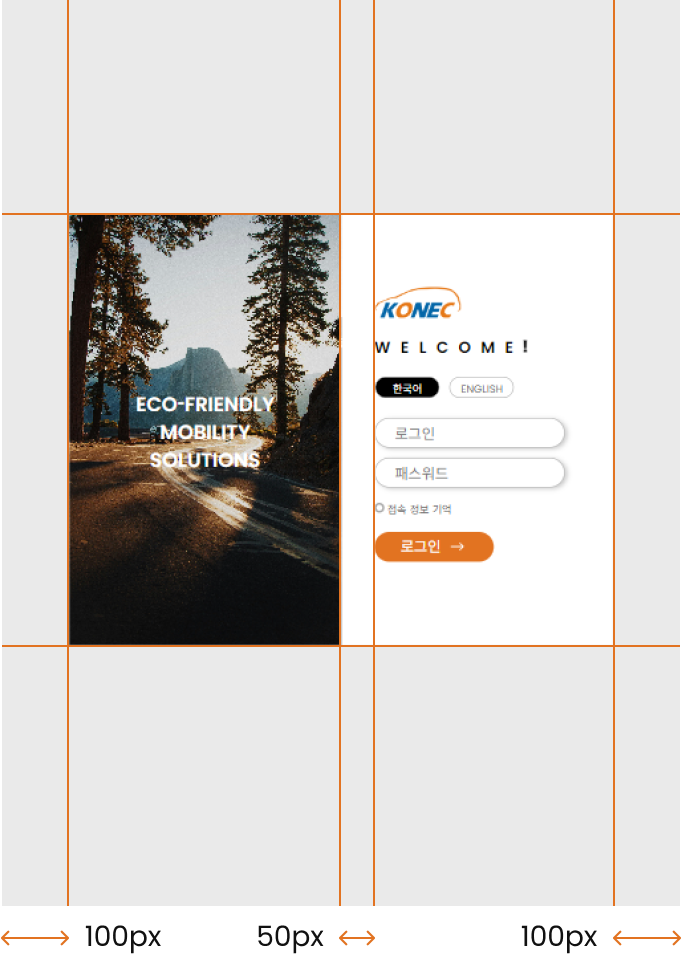 ECO-FRIENDLY
MOBILITY
SOLUTIONS
KONEC
WELCOME!
한국어 ENGLISH
로그인
패스워드
접속 정보 기억
로그인 →
100px 50px 100px